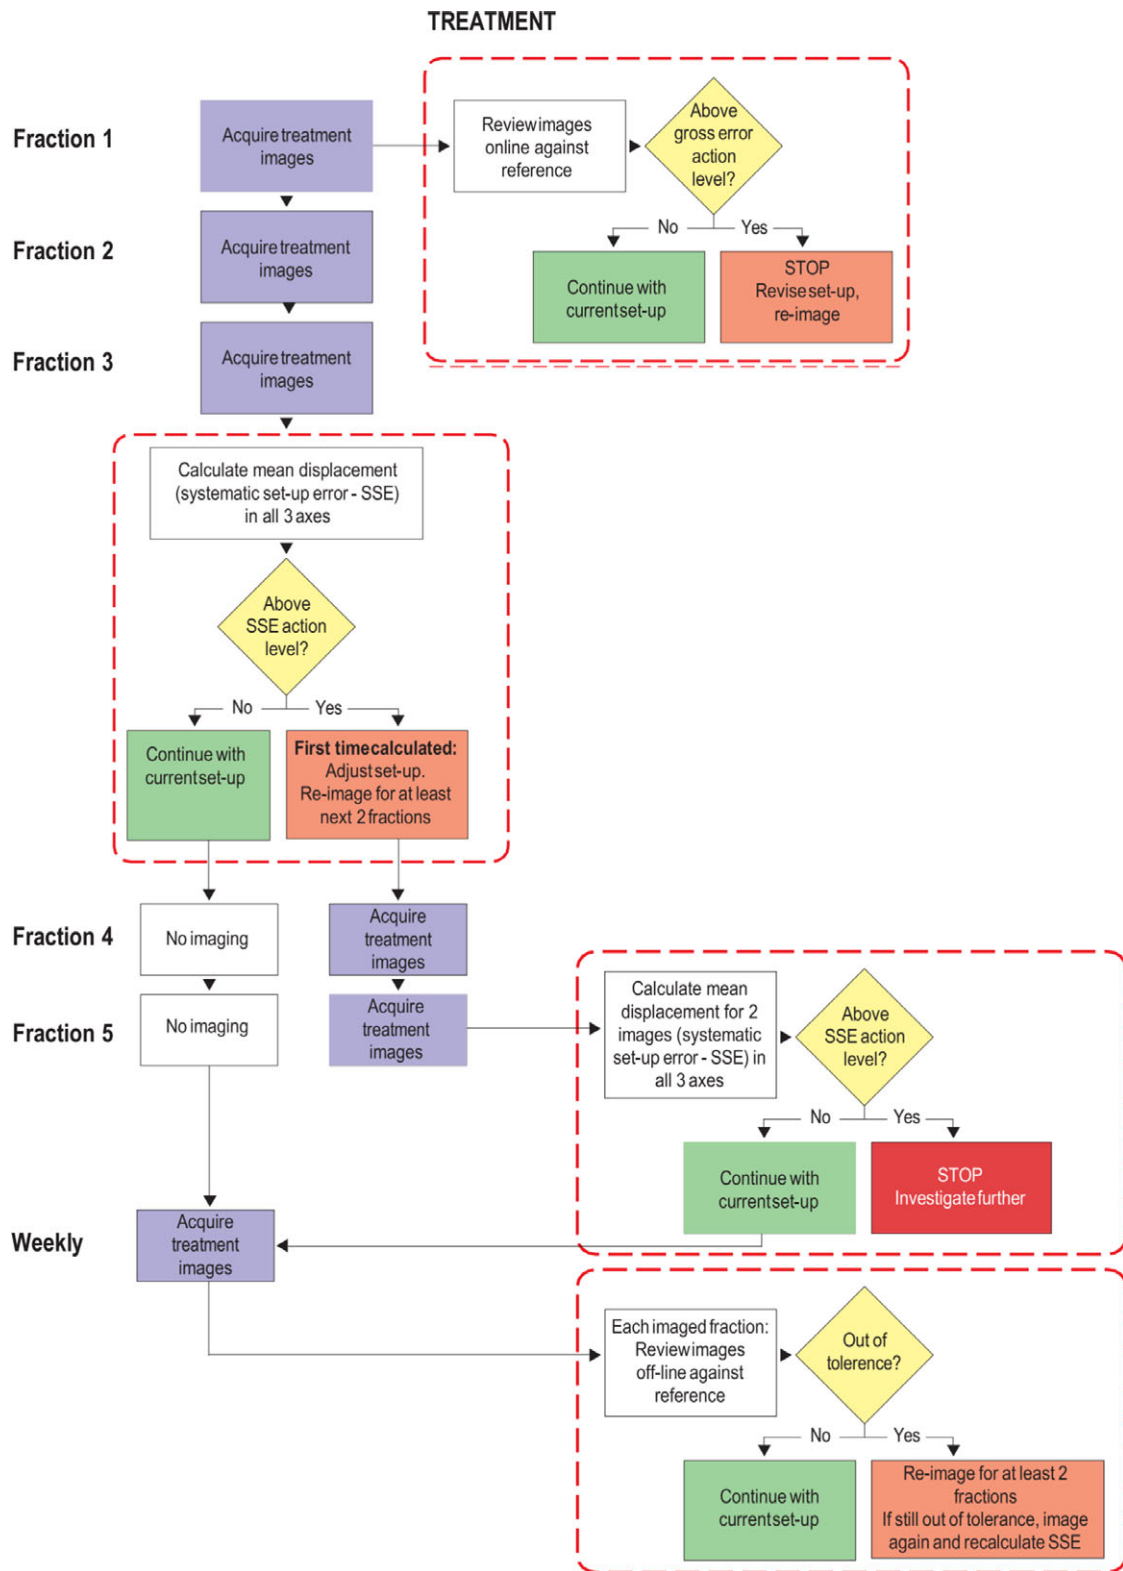 TREATMENT
Fraction 1
Acquire treatment
images
Review images
online against
reference
Above
gross error
action
level?
No
Yes
Continue with
current set-up
STOP
Revise set-up,
re-image
Fraction 2
Acquire treatment
images
Fraction 3
Acquire treatment
images
Calculate mean displacement
(systematic set-up error - SSE)
in all 3 axes
Above
SSE action
level?
No
Yes
Continue with
current set-up
First time calculated:
Adjust set-up.
Re-image for at least
next 2 fractions
Fraction 4
No imaging
Acquire
treatment
images
Fraction 5
No imaging
Acquire
treatment
images
Calculate mean
displacement for 2
images (systematic
set-up error - SSE) in
all 3 axes
Above
SSE action
level?
No
Yes
Continue with
current set-up
STOP
Investigate further
Weekly
Acquire
treatment
images
Each imaged fraction:
Review images
off-line against
reference
Out of
tolerence?
No
Yes
Continue with
current set-up
Re-image for at least 2
fractions
If still out of tolerance, image
again and recalculate SSE